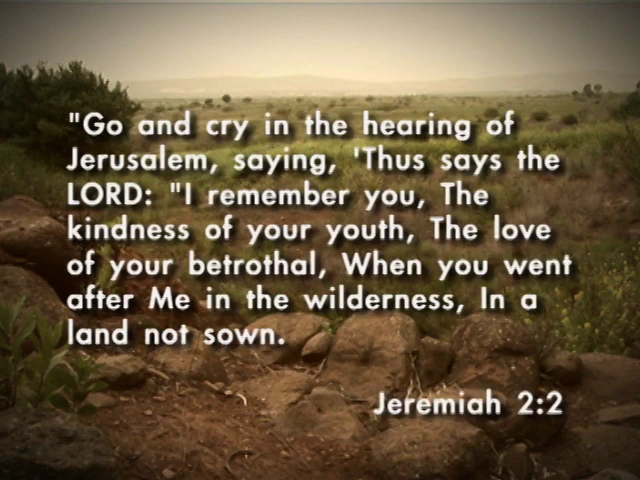 "Go and cry in the hearing of
Jerusalem, saying, 'Thus says the
LORD: "I remember you, The
kindness of your youth, The love
of your betrothal, When you went
after Me in the wilderness, In a
land not sown.
Jeremiah 2:2